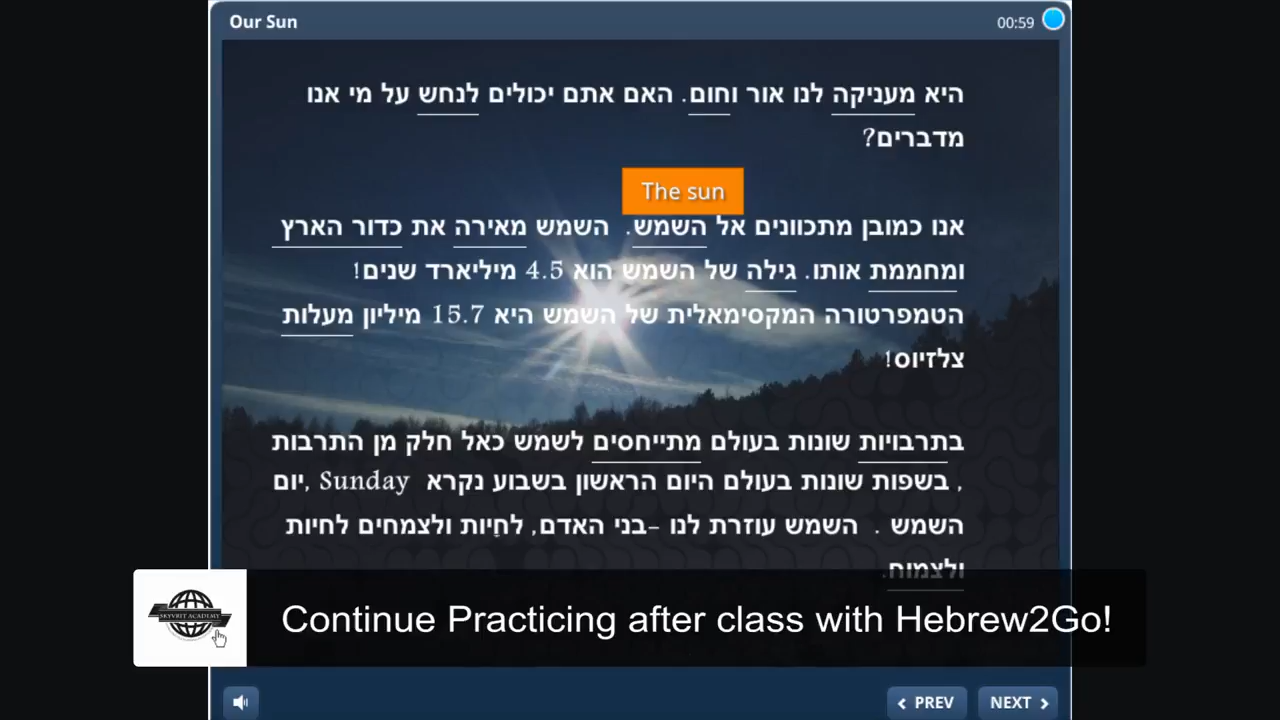 Our Sun
00:59
היא מעניקה לנו אור וחום. האם אתם יכולים לנחש על מי אנו
מדברים?
The sun
אנו כמובן מתכוונים אל השמש. השמש מאירה את כדור הארץ
ומחממת אותו. גילה של השמש הוא 4.5 מיליארד שנים!
הטמפרטורה המקסימאלית של השמש היא 15.7 מיליון מעלות
צלזיוס!
בתרבויות שונות בעולם מתייחסים לשמש כאל חלק מן התרבות
, בשפות שונות בעולם היום הראשון בשבוע נקרא Sunday ,יום
השמש . השמש עוזרת לנו –בני האדם, לחָיות ולצמחים לחיות
ולצמוח.
SKYVRIT ACADEMY
Continue Practicing after class with Hebrew2Go!
PREV
NEXT